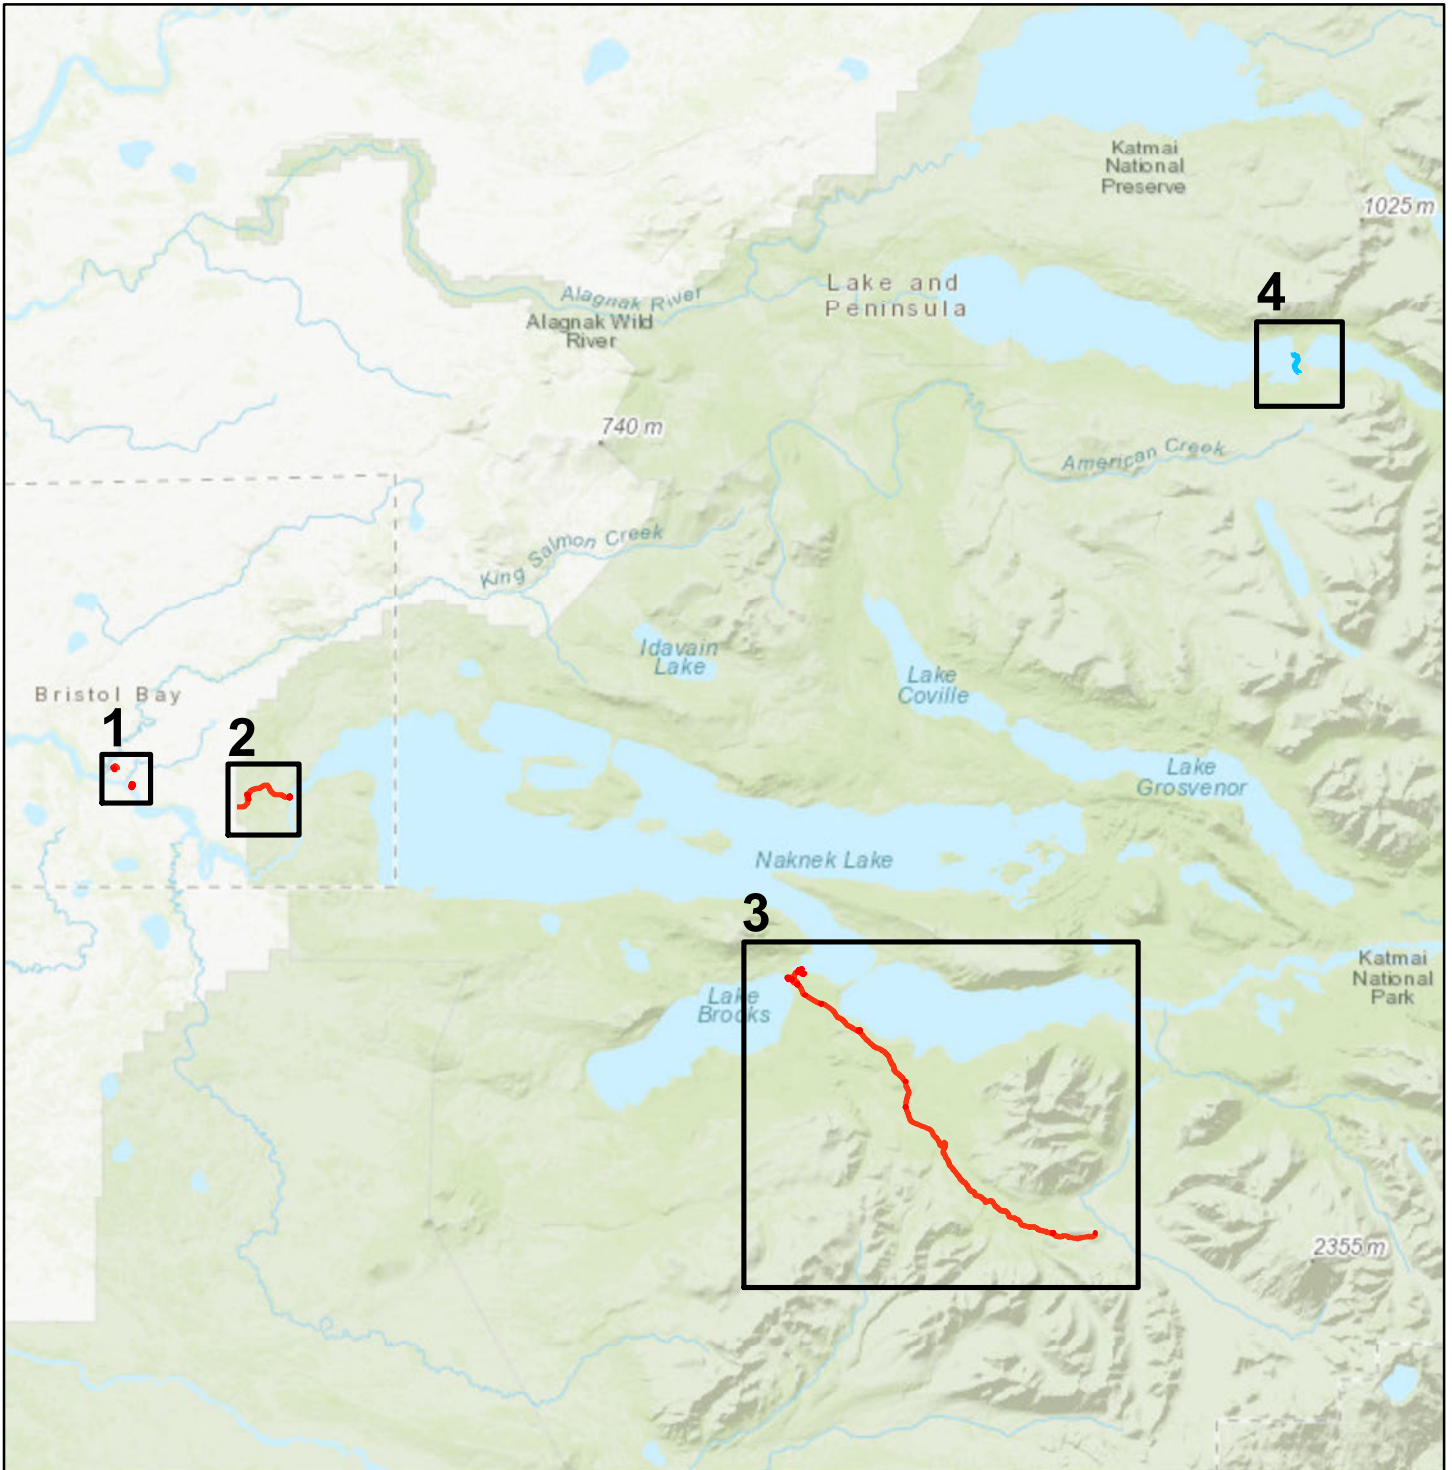 Katmai
National
Preserve
1025 m
Lake and
Peninsula
4
Alagnak River
Alagnak Wild
River
740 m
American Creek
King Salmon Creek
Idavain
Lake
Lake
Coville
Bristol Bay
1
2
Lake
Grosvenor
Naknek Lake
3
Katmai
National
Park
Lake
Brooks
2355 m